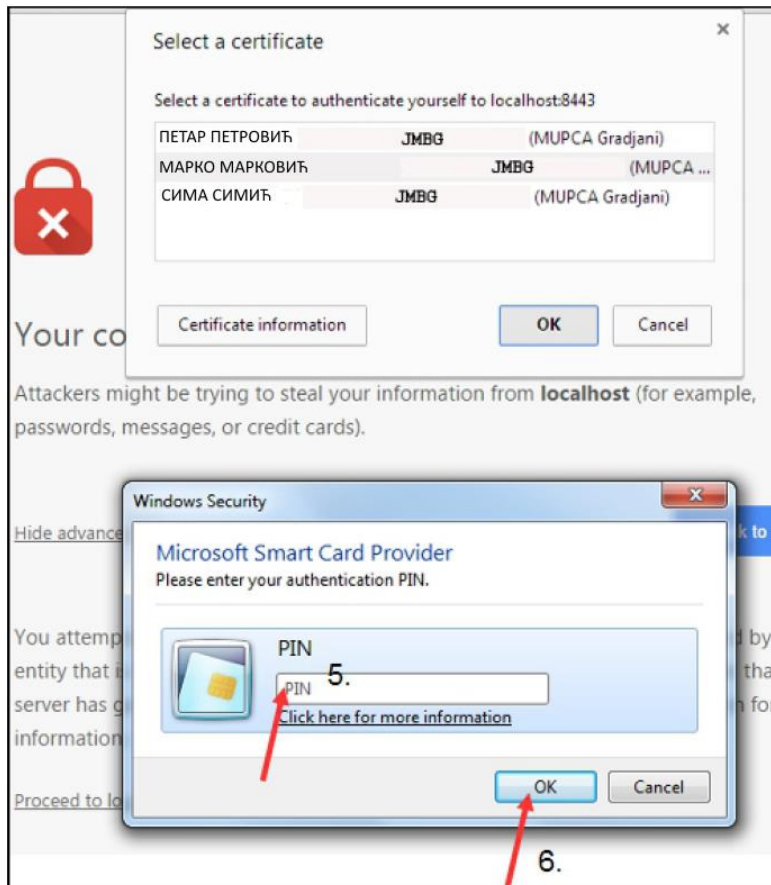 Select a certificate
Select a certificate to authenticate yourself to localhost:8443
ПЕТАР ПЕТРОВИЋ JMBG (MUPCA Gradjani)
МАРКО МАРКОВИЋ JMBG (MUPCA ...
СИМА СИМИЋ JMBG (MUPCA Gradjani)
Certificate information OK Cancel
Your
Attackers might be trying to steal your information from localhost (for example,
passwords, messages, or credit cards).
Windows Security
Hide to
Microsoft Smart Card Provider
Please enter your authentication PIN.
You by
PIN
entity that
5.
PIN
server has
Click here for more information
information
OK Cancel
Proceed to
6.